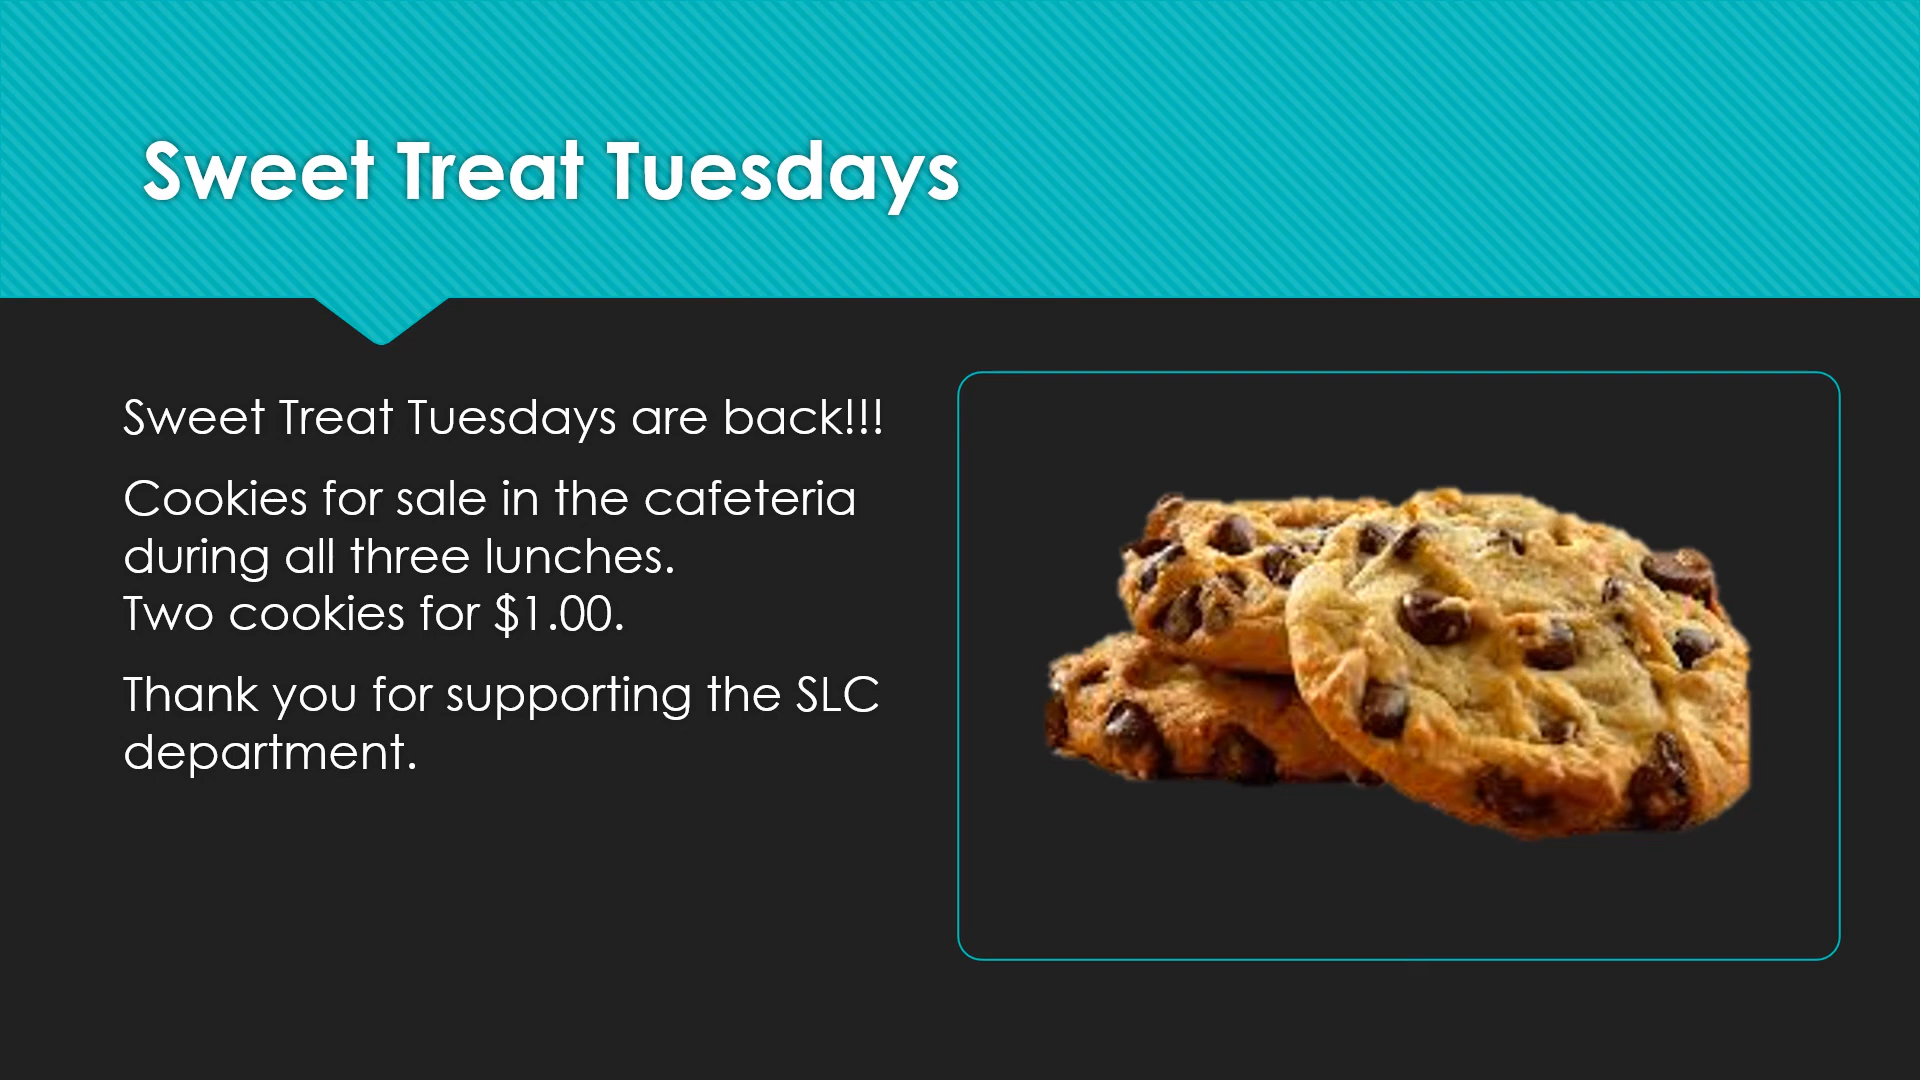 Sweet Treat Tuesdays
Sweet Treat Tuesdays are back!!!
Cookies for sale in the cafeteria
during all three lunches.
Two cookies for $1.00.
Thank you for supporting the SLC
department.